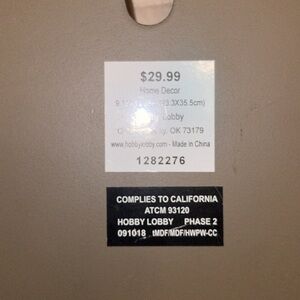 $29.99
Home Decor
Lobby
OK 73179
www.hobbylobby.com - Made In China
1282276
COMPLIES TO CALIFORNIA
ATCM 93120
HOBBY LOBBY PHASE 2
091018 tMDF/MDF/HWPW-CC